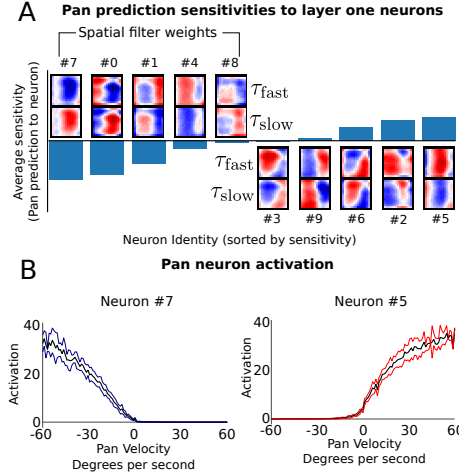 A
Pan prediction sensitivities to layer one neurons
Spatial filter weights
#7 #0 #1 #4 #8
τfast
τslow
Average sensitivity
(Pan prediction to neuron)
τfast
τslow
#3 #9 #6 #2 #5
Neuron Identity (sorted by sensitivity)
B
Pan neuron activation
Neuron #7
Neuron #5
Activation
40
20
0
-60 -30 0 30 60
Pan Velocity
Degrees per second
Activation
40
20
0
-60 -30 0 30 60
Pan Velocity
Degrees per second